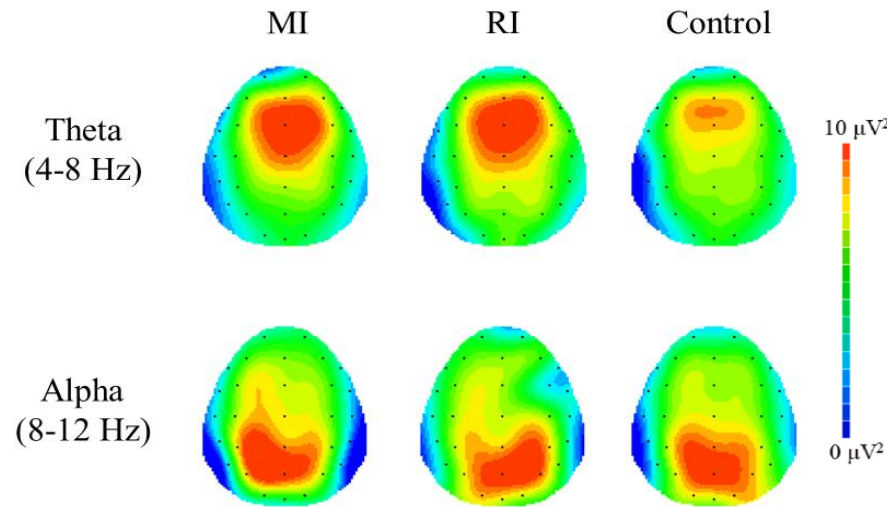 MI RI Control
Theta
(4-8 Hz)
10 μV²
Alpha
(8-12 Hz)
0 μV²